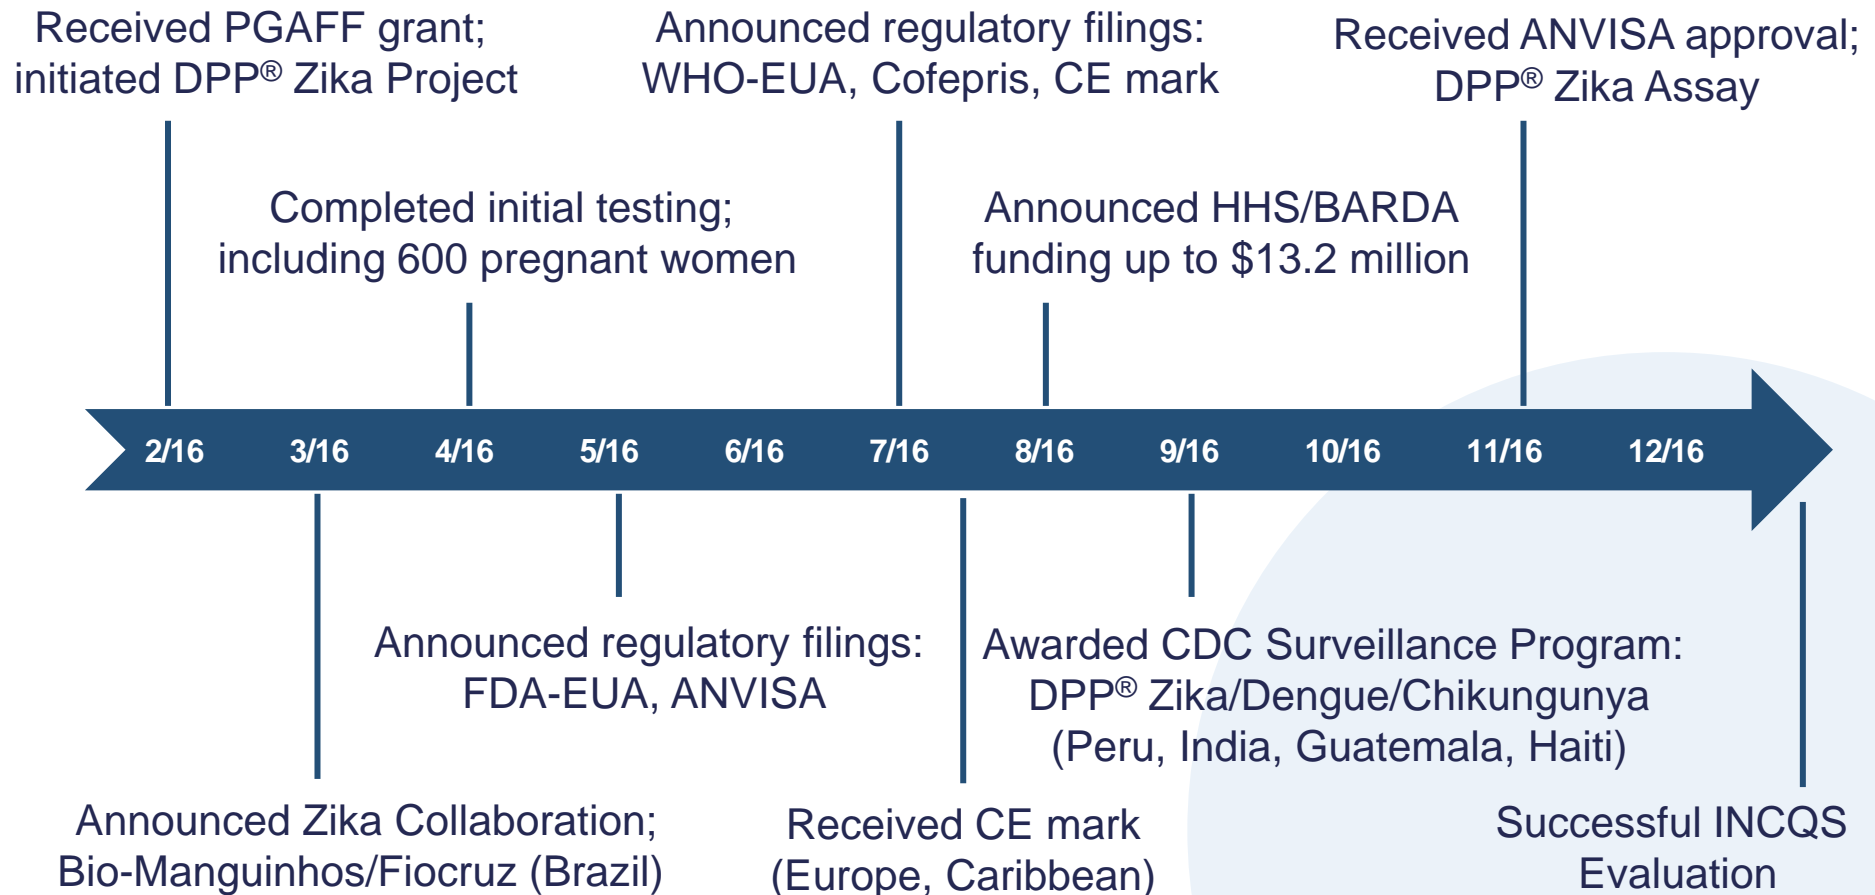 Received PGAFF grant;
initiated DPP® Zika Project
Announced regulatory filings:
WHO-EUA, Cofepris, CE mark
Received ANVISA approval;
DPP® Zika Assay
Completed initial testing;
including 600 pregnant women
Announced HHS/BARDA
funding up to $13.2 million
2/16 3/16 4/16 5/16 6/16 7/16 8/16 9/16 10/16 11/16 12/16
Announced regulatory filings:
FDA-EUA, ANVISA
Awarded CDC Surveillance Program:
DPP® Zika/Dengue/Chikungunya
(Peru, India, Guatemala, Haiti)
Announced Zika Collaboration;
Bio-Manguinhos/Fiocruz (Brazil)
Received CE mark
(Europe, Caribbean)
Successful INCQS
Evaluation